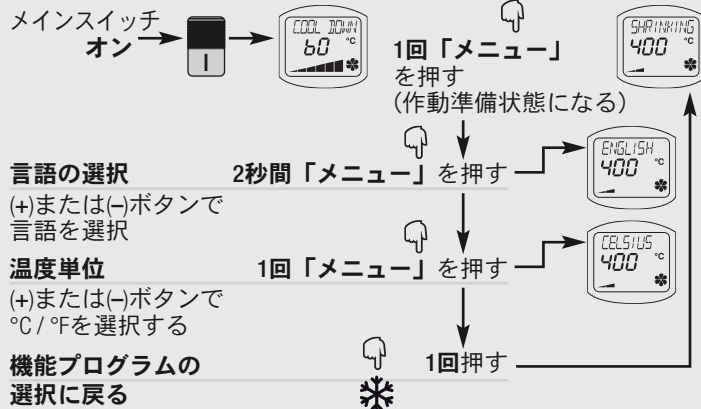 メインスイッチ
オン
I
COOL DOWN
60 °C
1回「メニュー」
を押す
(作動準備状態になる)
SHRINKING
400 °C
言語の選択
2秒間「メニュー」を押す
ENGLISH
400 °C
(+)または(–)ボタンで
言語を選択
温度単位
1回「メニュー」を押す
CELSIUS
400 °C
(+)または(–)ボタンで
°C / °Fを選択する
機能プログラムの
選択に戻る
1回押す